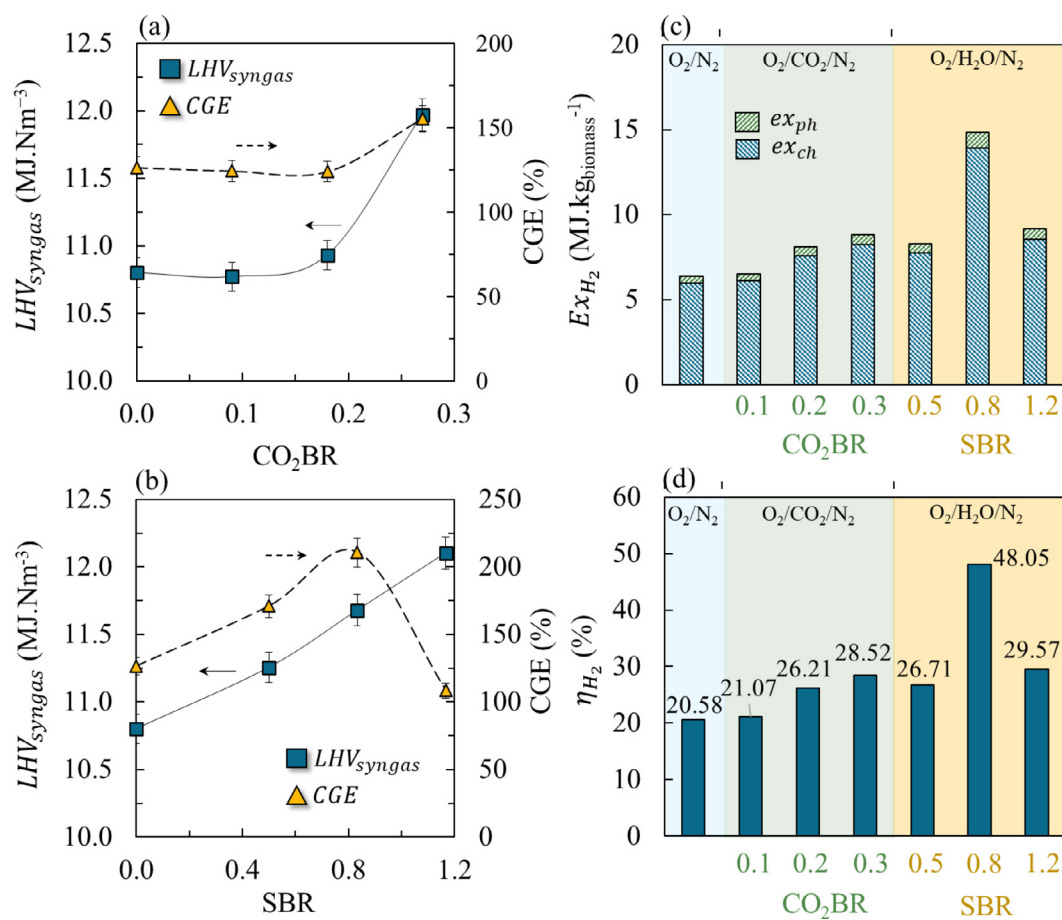 (a)
12.5
12.0
11.5
11.0
10.5
10.0
LHVsyngas (MJ.Nm⁻³)
LHVsyngas
CGE
200
150
100
50
0
CGE (%)
0.0 0.1 0.2 0.3
CO₂BR
(b)
12.5
12.0
11.5
11.0
10.5
10.0
LHVsyngas (MJ.Nm⁻³)
250
200
150
100
50
0
CGE (%)
LHVsyngas
CGE
0.0 0.4 0.8 1.2
SBR
(c)
20
15
10
5
0
Ex_H₂ (MJ.kg_biomass⁻¹)
O₂/N₂ O₂/CO₂/N₂ O₂/H₂O/N₂
ex_ph
ex_ch
0.1 0.2 0.3 0.5 0.8 1.2
CO₂BR SBR
(d)
60
50
40
30
20
10
0
η_H₂ (%)
O₂/N₂ O₂/CO₂/N₂ O₂/H₂O/N₂
20.58 21.07 26.21 28.52 26.71 48.05 29.57
0.1 0.2 0.3 0.5 0.8 1.2
CO₂BR SBR